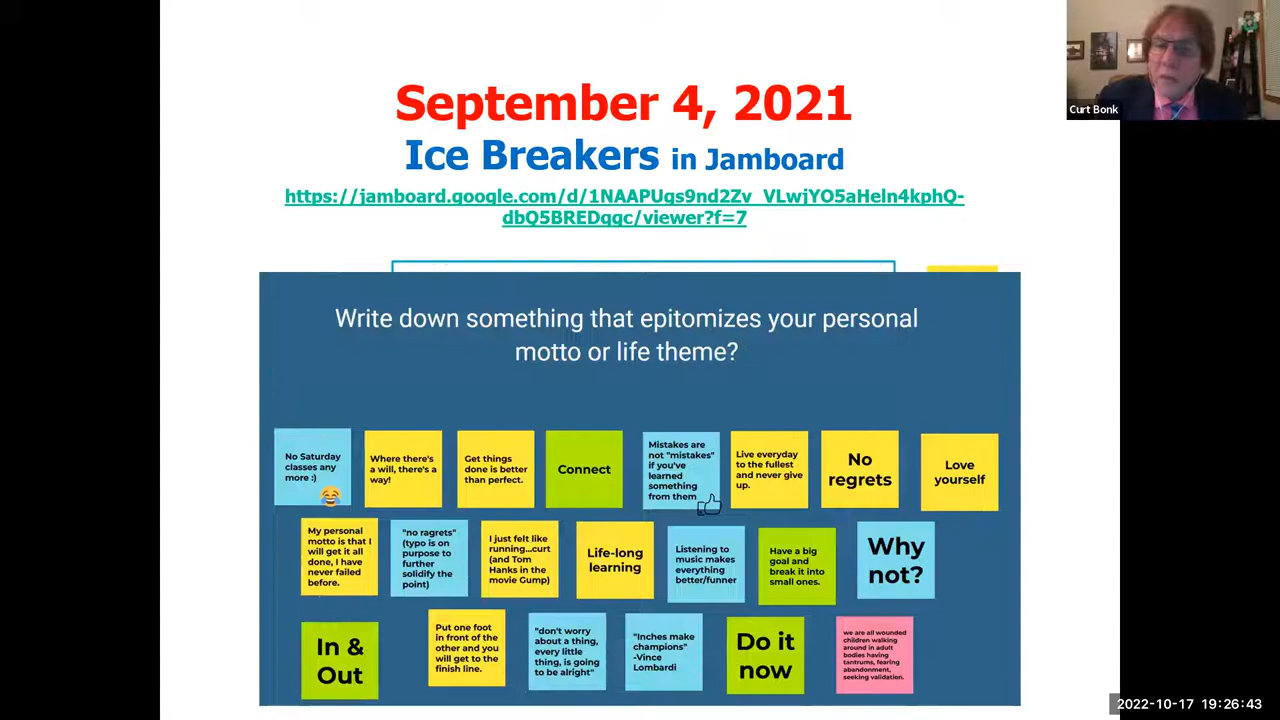 September 4, 2021
Ice Breakers in Jamboard
https://jamboard.google.com/d/1NAAPUgs9nd2Zv_VLwjYO5aHeln4kphQ-
dbQ5BREDqgc/viewer?f=7
Curt Bonk
Write down something that epitomizes your personal
motto or life theme?
No Saturday
classes any
more :)
Where there's
a will, there's a
way!
Get things
done is better
than perfect.
Connect
Mistakes are
not "mistakes"
if you've
learned
something
from them
Live everyday
to the fullest
and never give
up.
No
regrets
Love
yourself
My personal
motto is that I
will get it all
done, I have
never failed
before.
"no regrets"
(typo is on
purpose to
further
solidify the
point)
I just felt like
running...curt
(and Tom
Hanks in the
movie Gump)
Life-long
learning
Listening to
music makes
everything
better/funner
Have a big
goal and
break it into
small ones.
Why
not?
In &
Out
Put one foot
in front of the
other and you
will get to the
finish line.
"don't worry
about a thing,
every little
thing, is going
to be alright"
"Inches make
champions"
-Vince
Lombardi
Do it
now
we are all wounded
children walking
around in adult
bodies having
tantrums, fearing
abandonment,
seeking validation.
2022-10-17 19:26:43